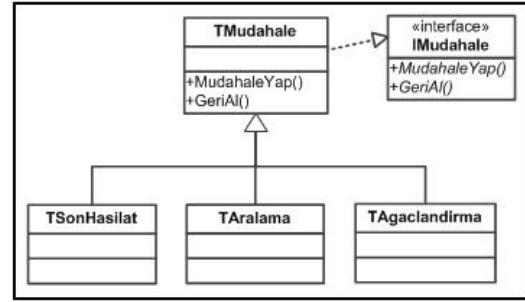 TMudahale
+MudahaleYap()
+GeriAl()
«interface»
IMudahale
+MudahaleYap()
+GeriAl()
TSonHasilat
TAralama
TAgaclandirma